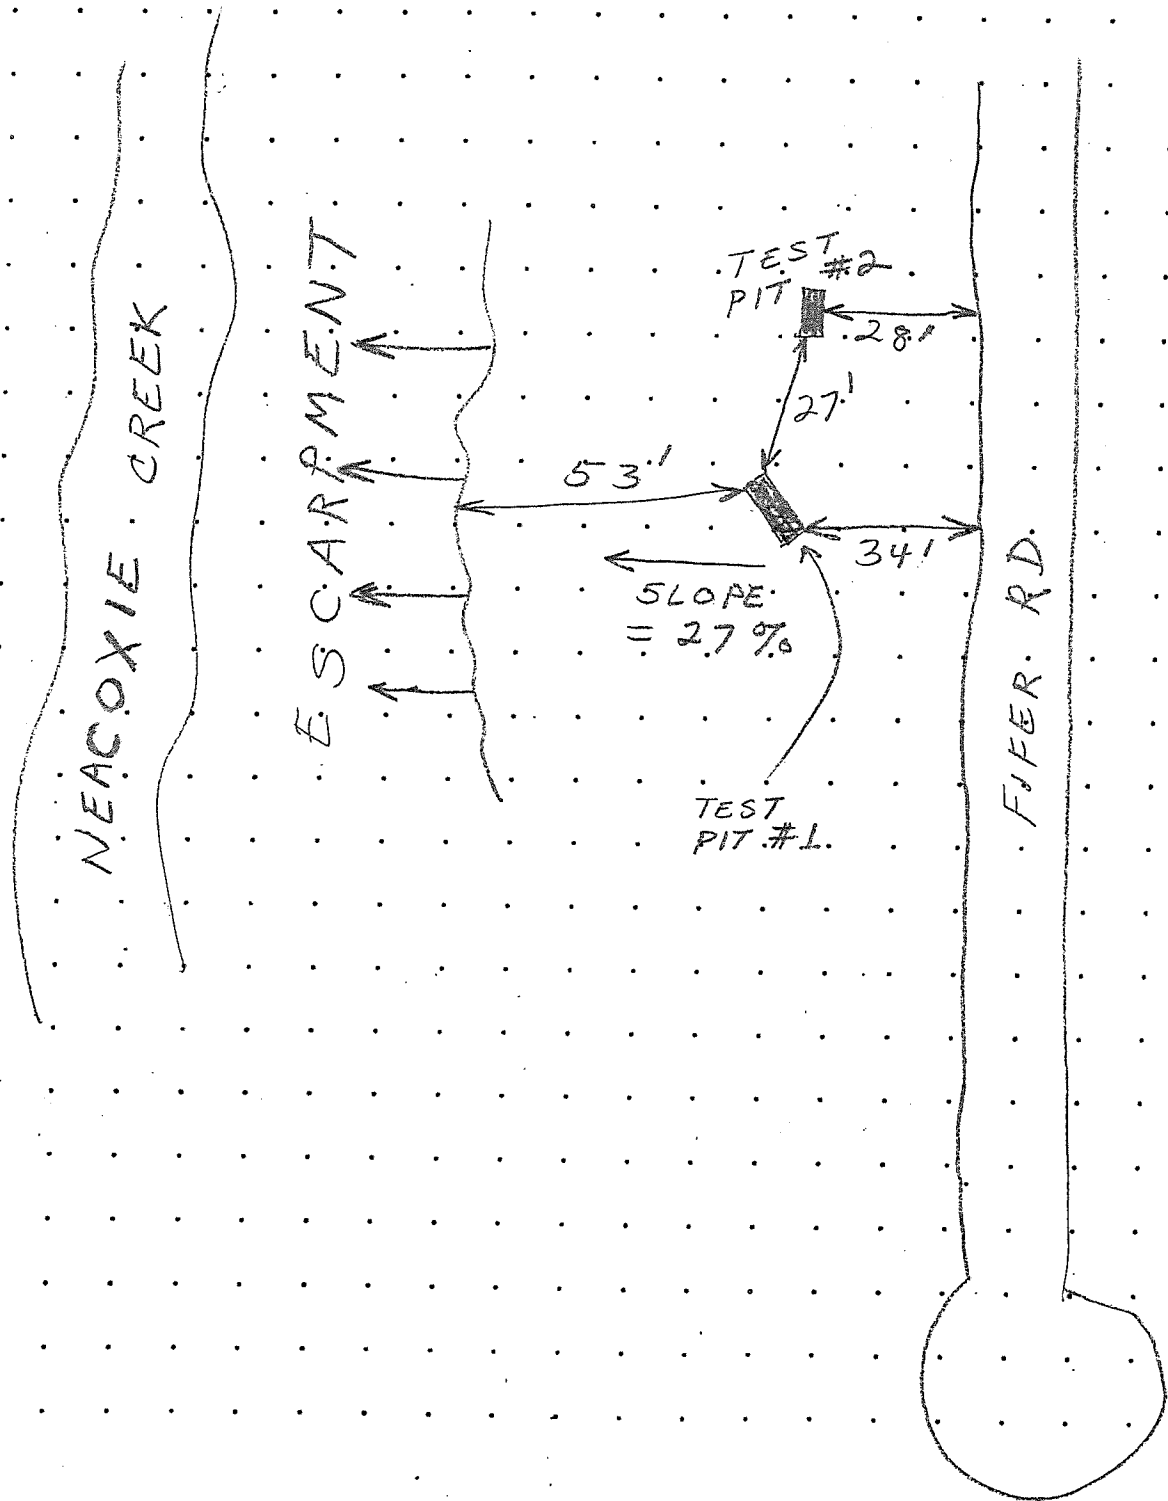 NEACOXIE CREEK
ESCARPMENT
TEST
PIT #2
28'
27'
53'
34'
SLOPE
= 27%
TEST
PIT #1
FIFER RD.